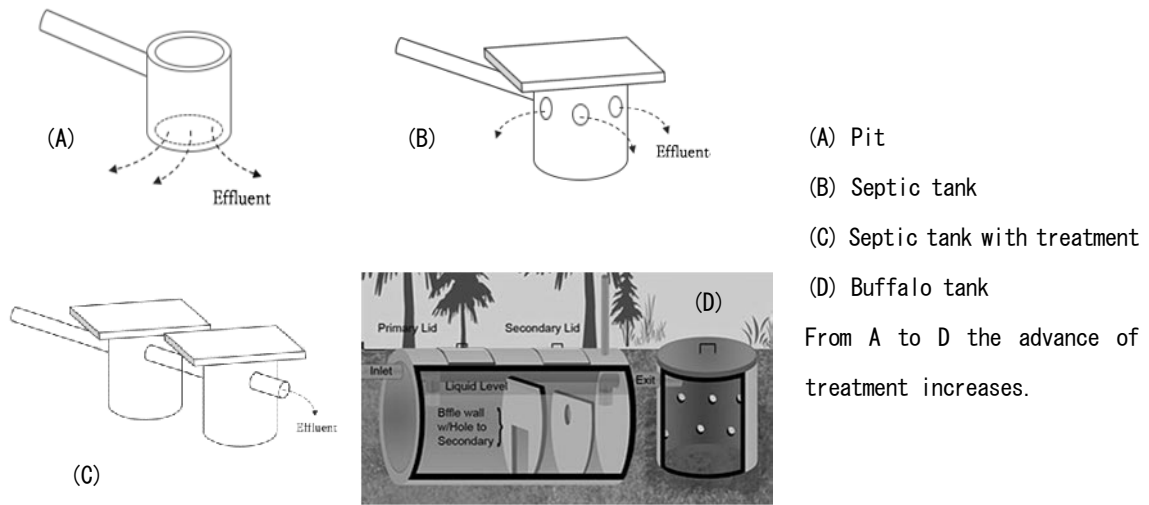 (A)
Effluent
(B)
Effluent
(A) Pit
(B) Septic tank
(C) Septic tank with treatment
(D) Buffalo tank
From A to D the advance of
treatment increases.
(C)
Effluent
(D)
Primary Lid
Secondary Lid
Inlet
Liquid Level
Bffle wall
w/Hole to
Secondary
Exit